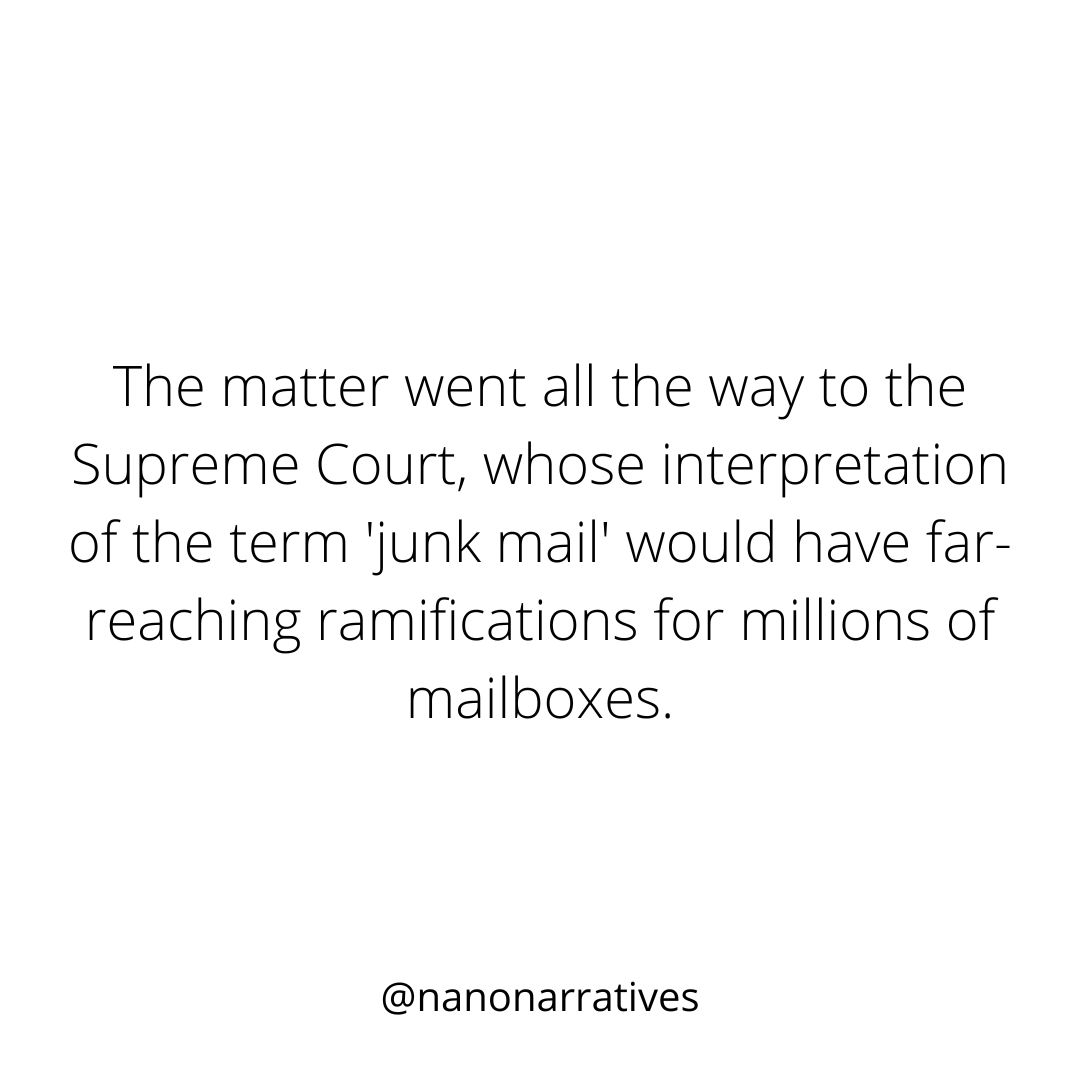 The matter went all the way to the
Supreme Court, whose interpretation
of the term 'junk mail' would have far-
reaching ramifications for millions of
mailboxes.
@nanonarratives